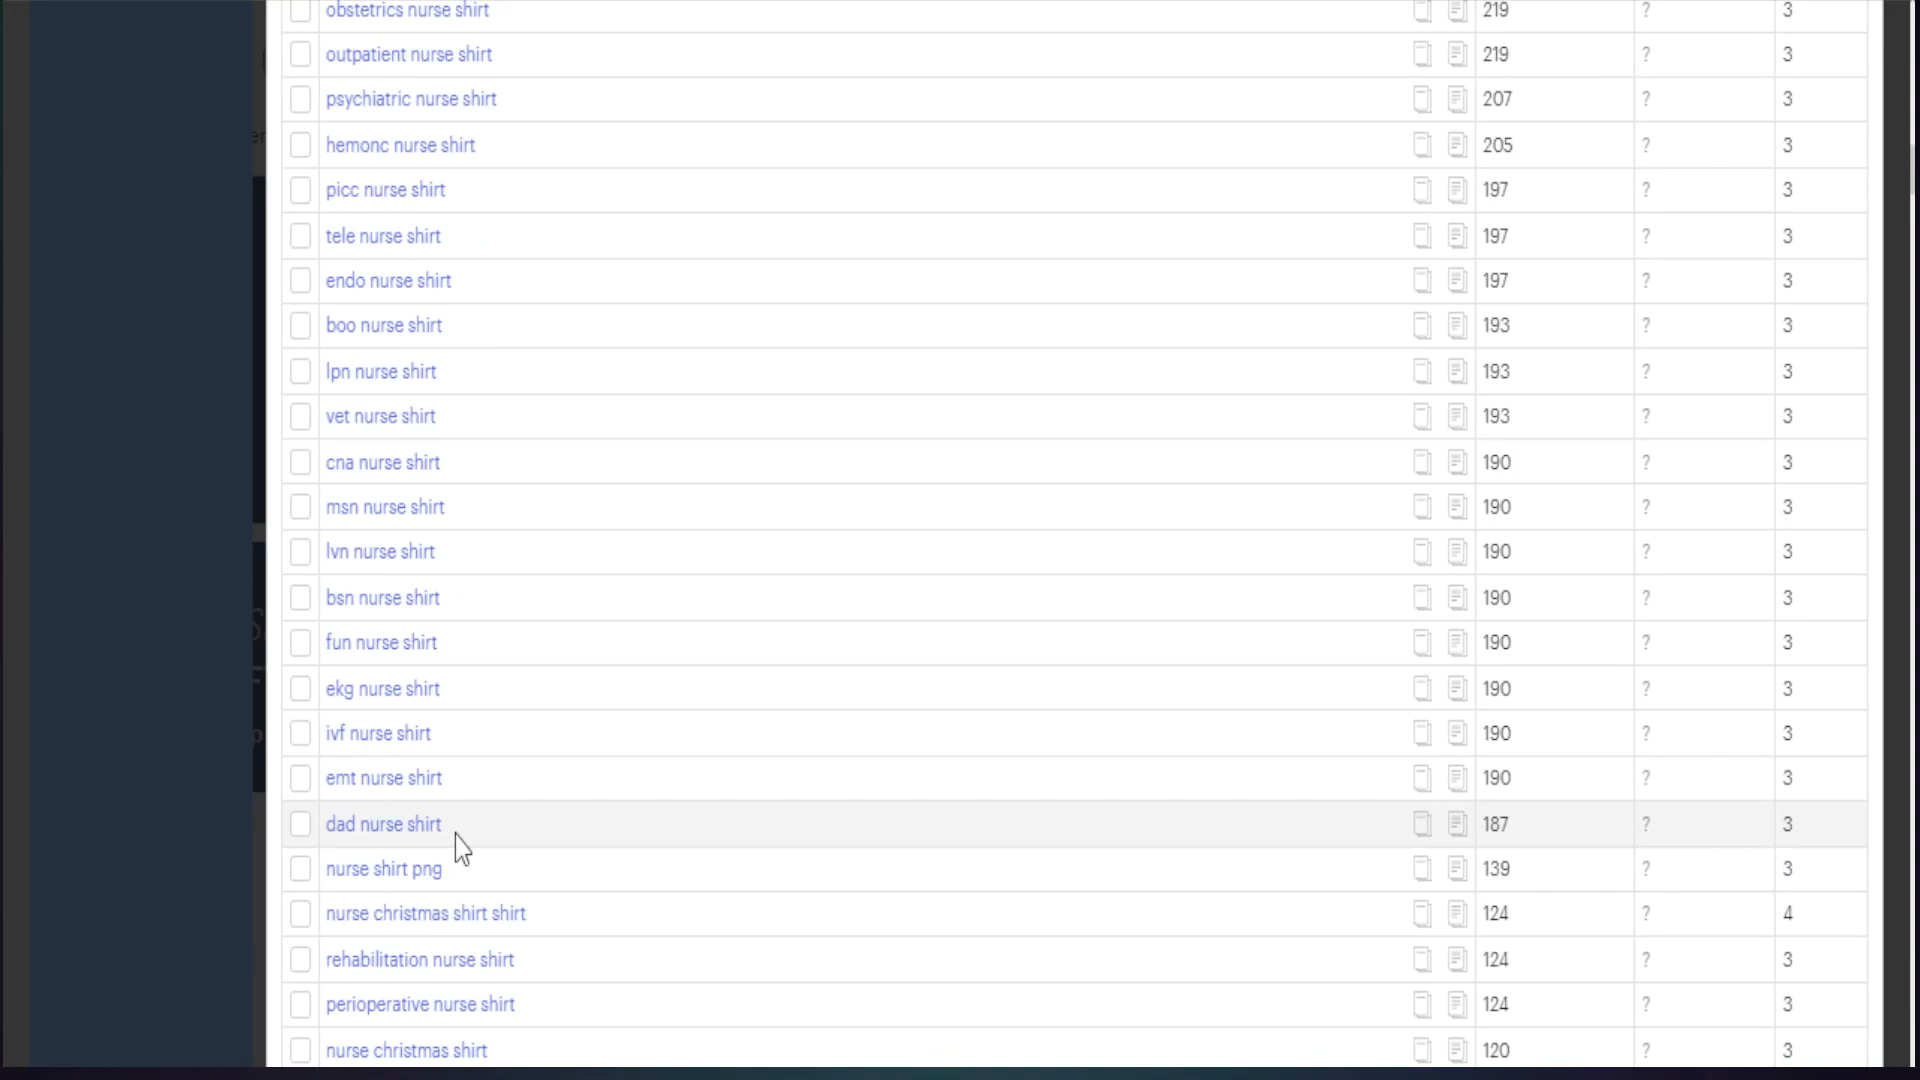 obstetrics nurse shirt 219 ? 3
outpatient nurse shirt 219 ? 3
psychiatric nurse shirt 207 ? 3
hemonc nurse shirt 205 ? 3
picc nurse shirt 197 ? 3
tele nurse shirt 197 ? 3
endo nurse shirt 197 ? 3
boo nurse shirt 193 ? 3
lpn nurse shirt 193 ? 3
vet nurse shirt 193 ? 3
cna nurse shirt 190 ? 3
msn nurse shirt 190 ? 3
lvn nurse shirt 190 ? 3
bsn nurse shirt 190 ? 3
fun nurse shirt 190 ? 3
ekg nurse shirt 190 ? 3
ivf nurse shirt 190 ? 3
emt nurse shirt 190 ? 3
dad nurse shirt 187 ? 3
nurse shirt png 139 ? 3
nurse christmas shirt shirt 124 ? 4
rehabilitation nurse shirt 124 ? 3
perioperative nurse shirt 124 ? 3
nurse christmas shirt 120 ? 3